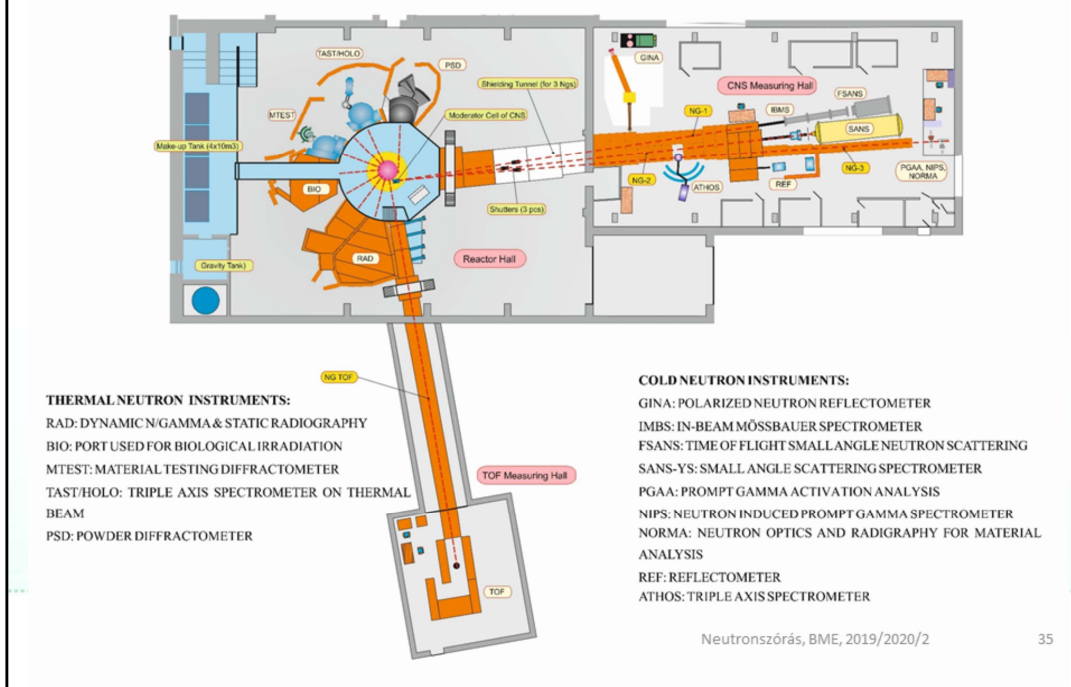 TAST/HOLO
PSD
GINA
Shielding Tunnel (for 3 Ngs)
CNS Measuring Hall
FSANS
MTEST
Moderator Cell of CNS
NG-1
IBMS
SANS
Make-up Tank (4x10m3)
BIO
NG-2
ATHOS
REF
NG-3
PGAA, NIPS,
NORMA
Shutters (3 pcs)
Gravity Tank)
RAD
Reactor Hall
NG TOF
TOF Measuring Hall
TOF
THERMAL NEUTRON INSTRUMENTS:
RAD: DYNAMIC N/GAMMA & STATIC RADIOGRAPHY
BIO: PORT USED FOR BIOLOGICAL IRRADIATION
MTEST: MATERIAL TESTING DIFFRACTOMETER
TAST/HOLO: TRIPLE AXIS SPECTROMETER ON THERMAL
BEAM
PSD: POWDER DIFFRACTOMETER
COLD NEUTRON INSTRUMENTS:
GINA: POLARIZED NEUTRON REFLECTOMETER
IMBS: IN-BEAM MÖSSBAUER SPECTROMETER
FSANS: TIME OF FLIGHT SMALL ANGLE NEUTRON SCATTERING
SANS-YS: SMALL ANGLE SCATTERING SPECTROMETER
PGAA: PROMPT GAMMA ACTIVATION ANALYSIS
NIPS: NEUTRON INDUCED PROMPT GAMMA SPECTROMETER
NORMA: NEUTRON OPTICS AND RADIGRAPHY FOR MATERIAL
ANALYSIS
REF: REFLECTOMETER
ATHOS: TRIPLE AXIS SPECTROMETER
Neutronszórás, BME, 2019/2020/2
35